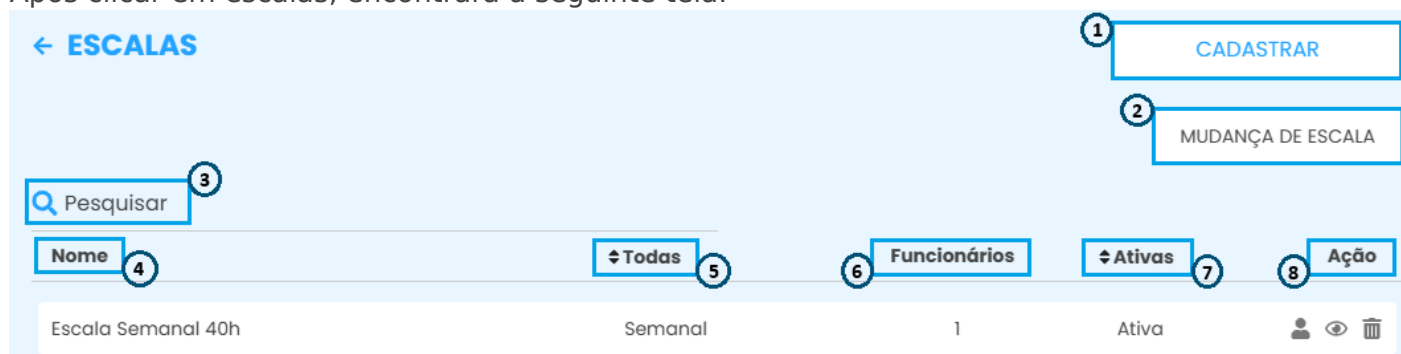 Após clicar em escalas, encontrará a seguinte tela:
← ESCALAS
1 CADASTRAR
2 MUDANÇA DE ESCALA
3 Pesquisar
Nome 4 Todas 5 6 Funcionários Ativas 7 8 Ação
Escala Semanal 40h Semanal 1 Ativa